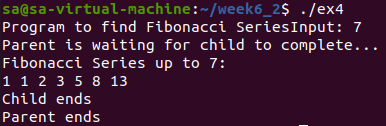 sa@sa-virtual-machine:~/week6_2$ ./ex4
Program to find Fibonacci SeriesInput: 7
Parent is waiting for child to complete...
Fibonacci Series up to 7:
1 1 2 3 5 8 13
Child ends
Parent ends